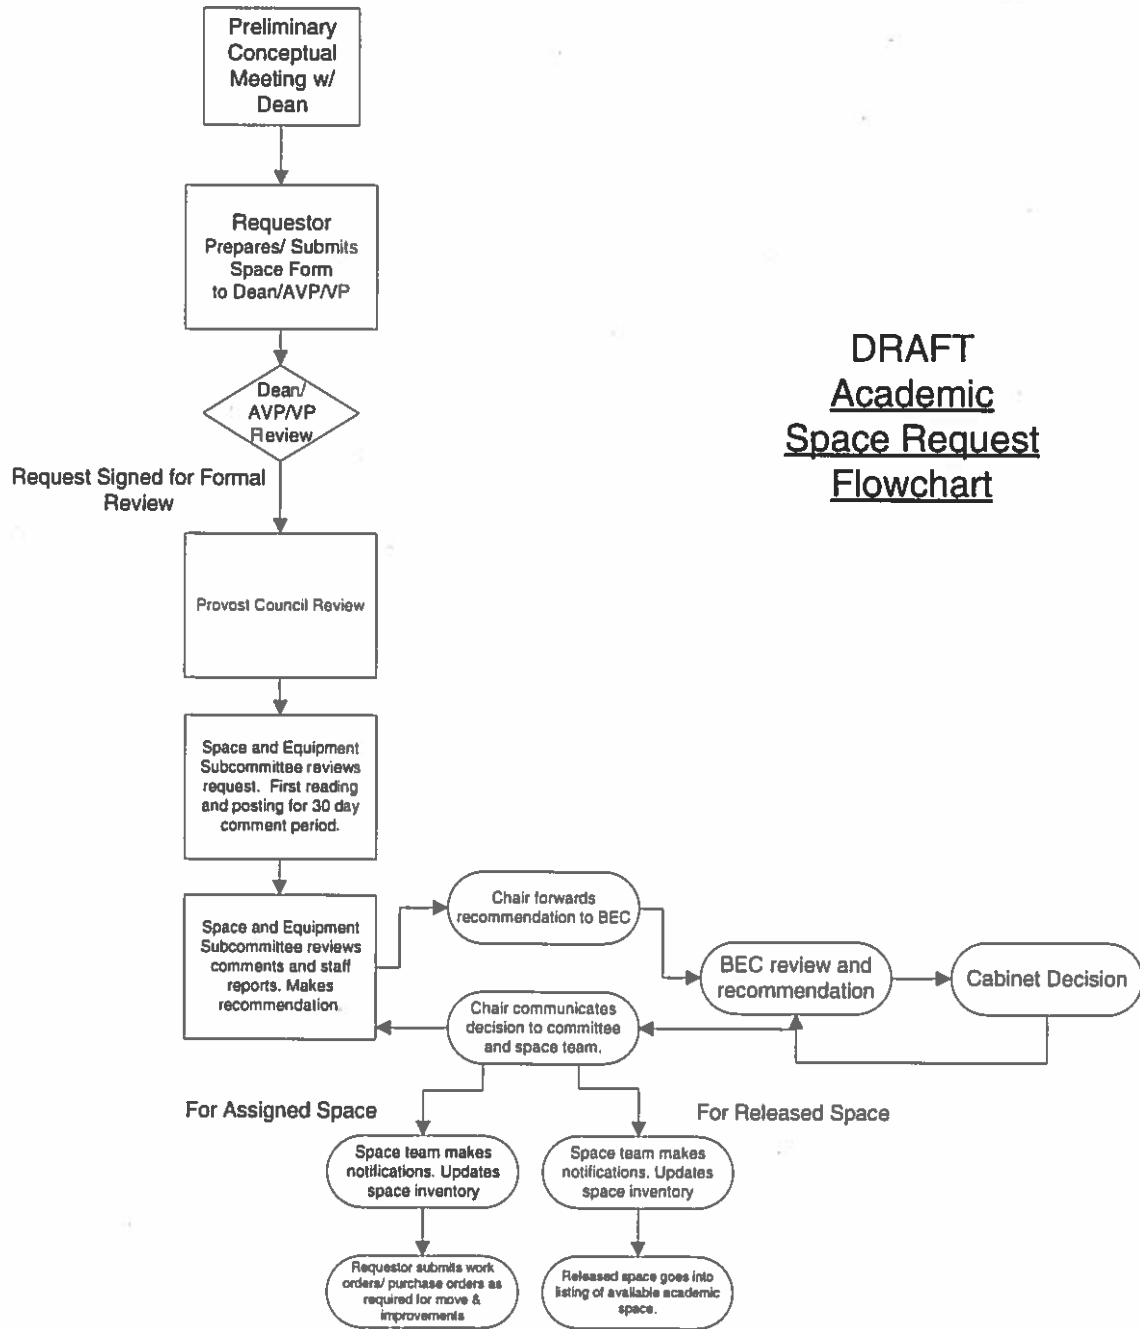 Preliminary
Conceptual
Meeting w/
Dean
Requestor
Prepares/ Submits
Space Form
to Dean/AVP/VP
DRAFT
Academic
Space Request
Flowchart
Dean/
AVP/VP
Review
Request Signed for Formal
Review
Provost Council Review
Space and Equipment
Subcommittee reviews
request. First reading
and posting for 30 day
comment period.
Space and Equipment
Subcommittee reviews
comments and staff
reports. Makes
recommendation.
Chair forwards
recommendation to BEC
BEC review and
recommendation
Cabinet Decision
Chair communicates
decision to committee
and space team.
For Assigned Space
For Released Space
Space team makes
notifications. Updates
space inventory
Space team makes
notifications. Updates
space inventory
Requestor submits work
orders/ purchase orders as
required for move &
improvements
Released space goes into
listing of available academic
space.